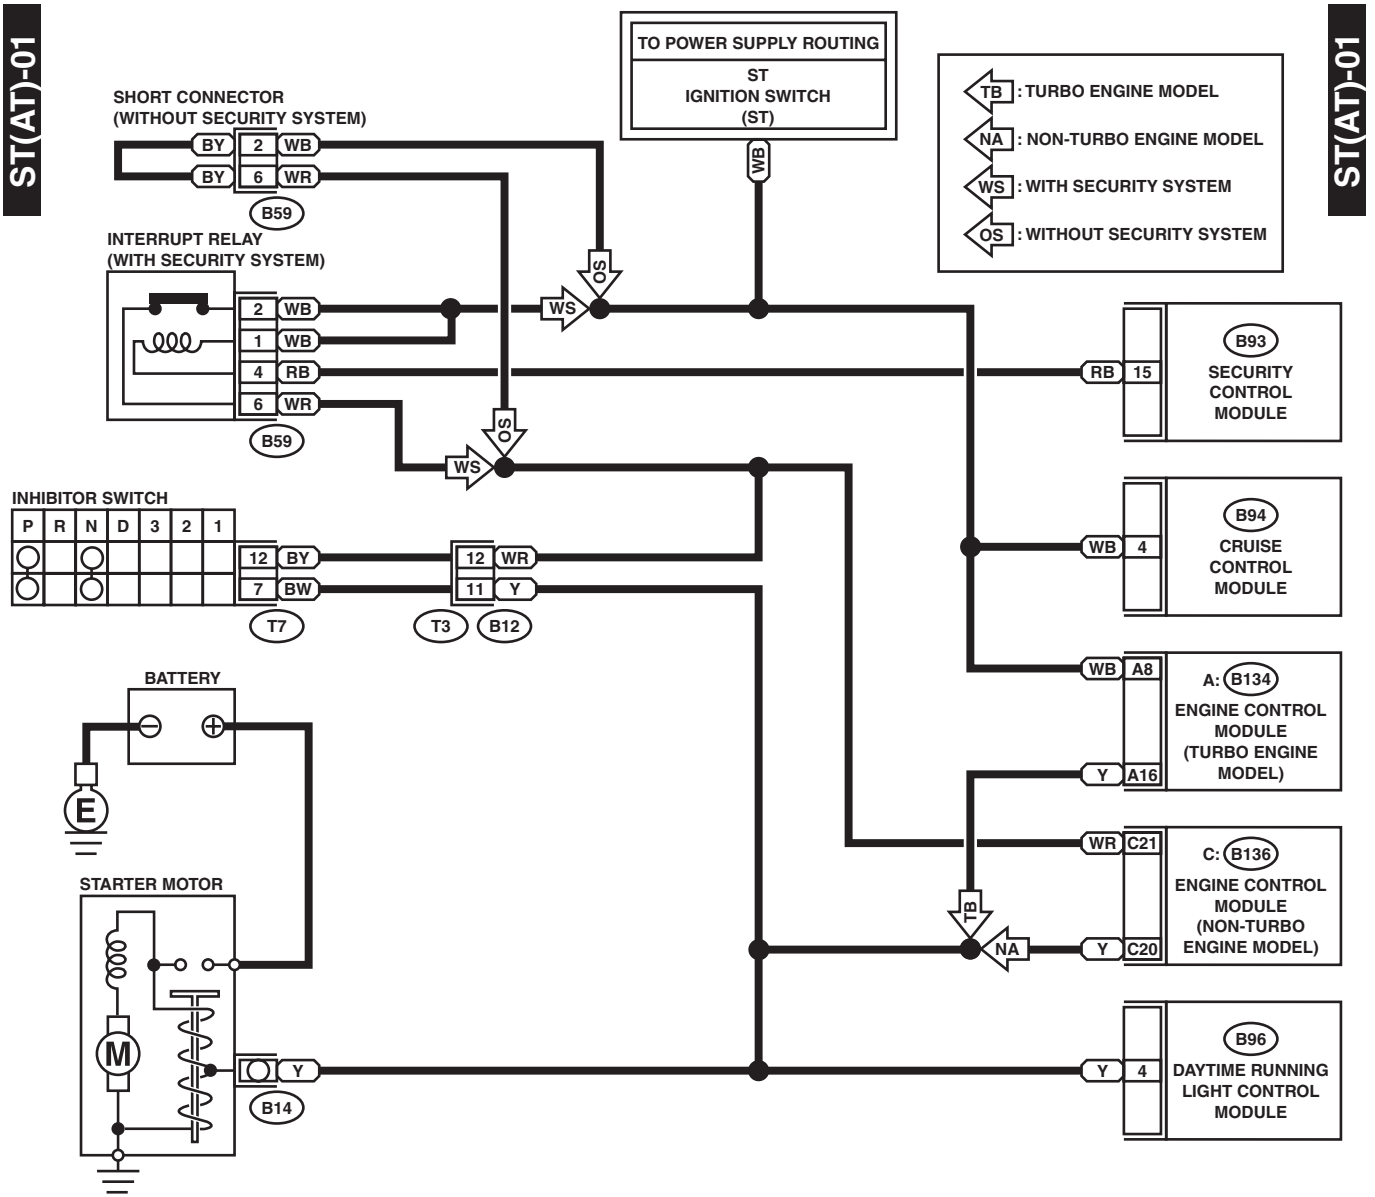 ST(AT)-01
ST(AT)-01
TO POWER SUPPLY ROUTING
ST
IGNITION SWITCH
(ST)
WB
TB : TURBO ENGINE MODEL
NA : NON-TURBO ENGINE MODEL
WS : WITH SECURITY SYSTEM
OS : WITHOUT SECURITY SYSTEM
SHORT CONNECTOR
(WITHOUT SECURITY SYSTEM)
BY 2 WB
BY 6 WR
B59
OS
INTERRUPT RELAY
(WITH SECURITY SYSTEM)
2 WB
WS
1 WB
4 RB
6 WR
B59
OS
WS
RB 15
B93
SECURITY
CONTROL
MODULE
INHIBITOR SWITCH
P R N D 3 2 1
12 BY
12 WR
7 BW
11 Y
T7
T3
B12
WB 4
B94
CRUISE
CONTROL
MODULE
BATTERY
− +
E
WB A8
Y A16
A: B134
ENGINE CONTROL
MODULE
(TURBO ENGINE
MODEL)
WR C21
TB
NA
Y C20
C: B136
ENGINE CONTROL
MODULE
(NON-TURBO
ENGINE MODEL)
STARTER MOTOR
M
Y
B14
Y 4
B96
DAYTIME RUNNING
LIGHT CONTROL
MODULE